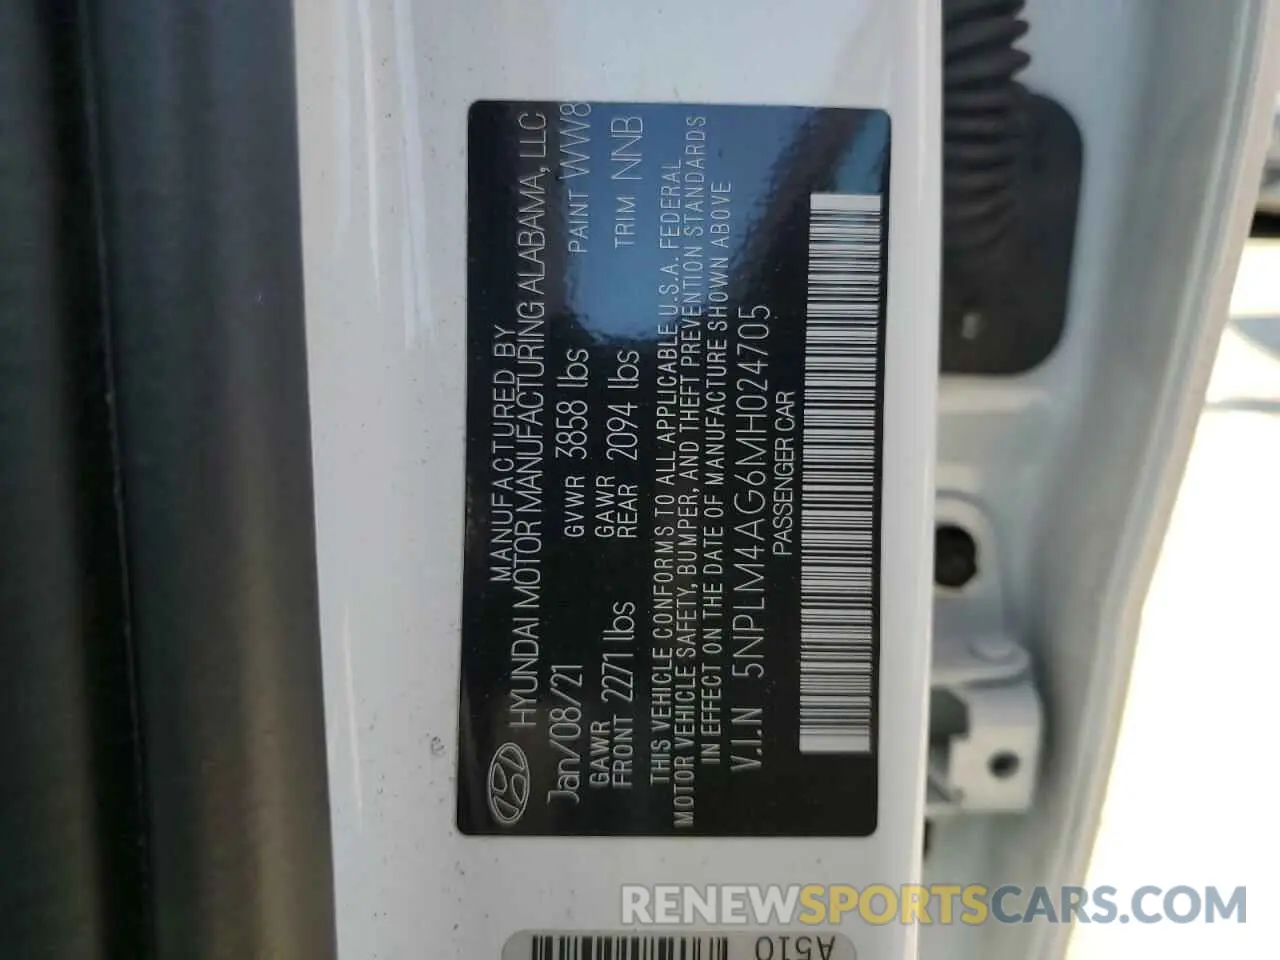 MANUFACTURED BY
HYUNDAI MOTOR MANUFACTURING ALABAMA, LLC
Jan/08/21 GVWR 3858 lbs PAINT WW8
GAWR FRONT 2271 lbs GAWR REAR 2094 lbs TRIM NNB
THIS VEHICLE CONFORMS TO ALL APPLICABLE U.S.A. FEDERAL
MOTOR VEHICLE SAFETY, BUMPER, AND THEFT PREVENTION STANDARDS
IN EFFECT ON THE DATE OF MANUFACTURE SHOWN ABOVE
V.I.N 5NPLM4AG6MH024705
PASSENGER CAR
A510
RENEWSPORTSCARS.COM